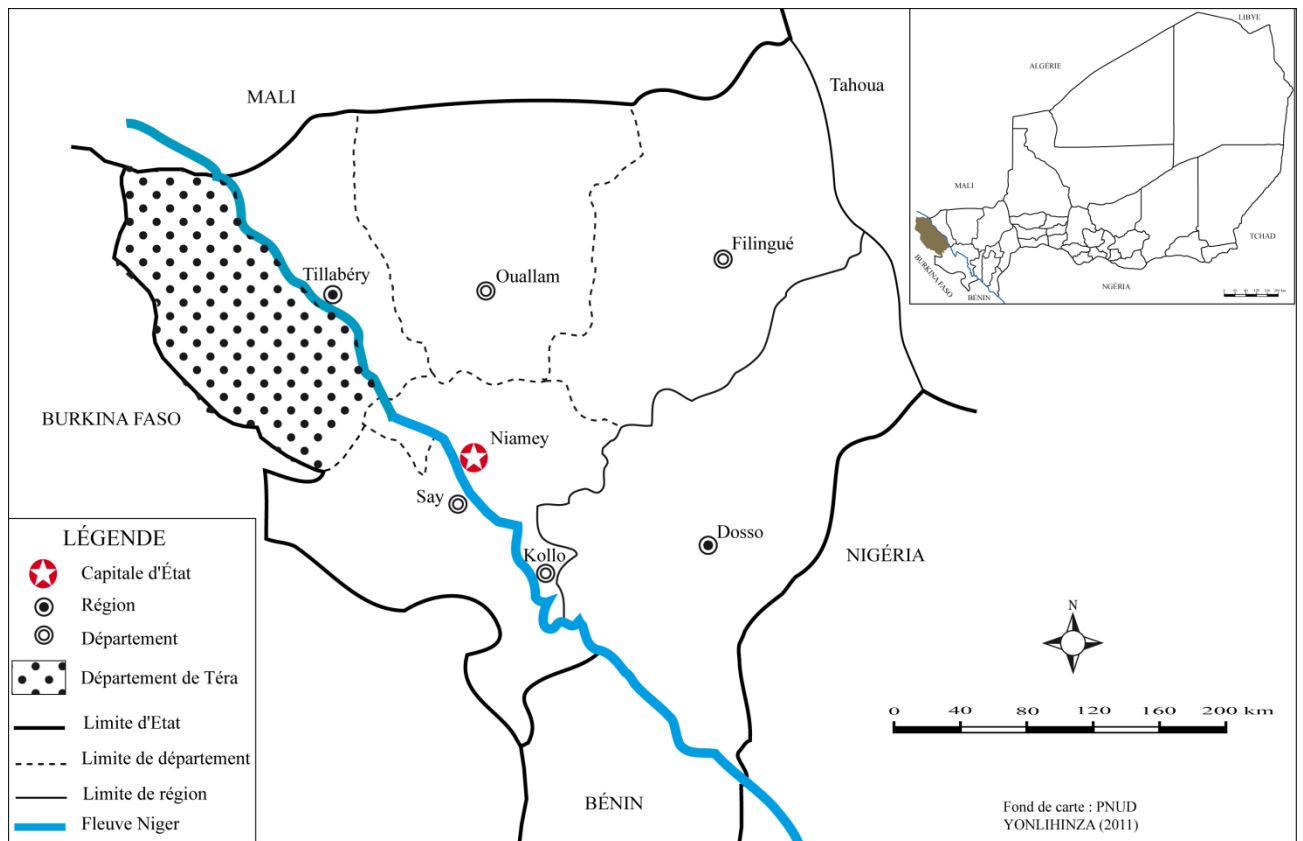 MALI
Tahoua
Filingué
Tillabéry
Ouallam
BURKINA FASO
Niamey
Say
Dosso
Kollo
NIGÉRIA
BÉNIN
LIBYE
ALGÉRIE
MALI
TCHAD
BURKINA FASO
BÉNIN
NGÉRIA
LÉGENDE
Capitale d'État
Région
Département
Département de Téra
Limite d'Etat
Limite de département
Limite de région
Fleuve Niger
N
0 40 80 120 160 200 km
Fond de carte : PNUD
YONLIHINZA (2011)